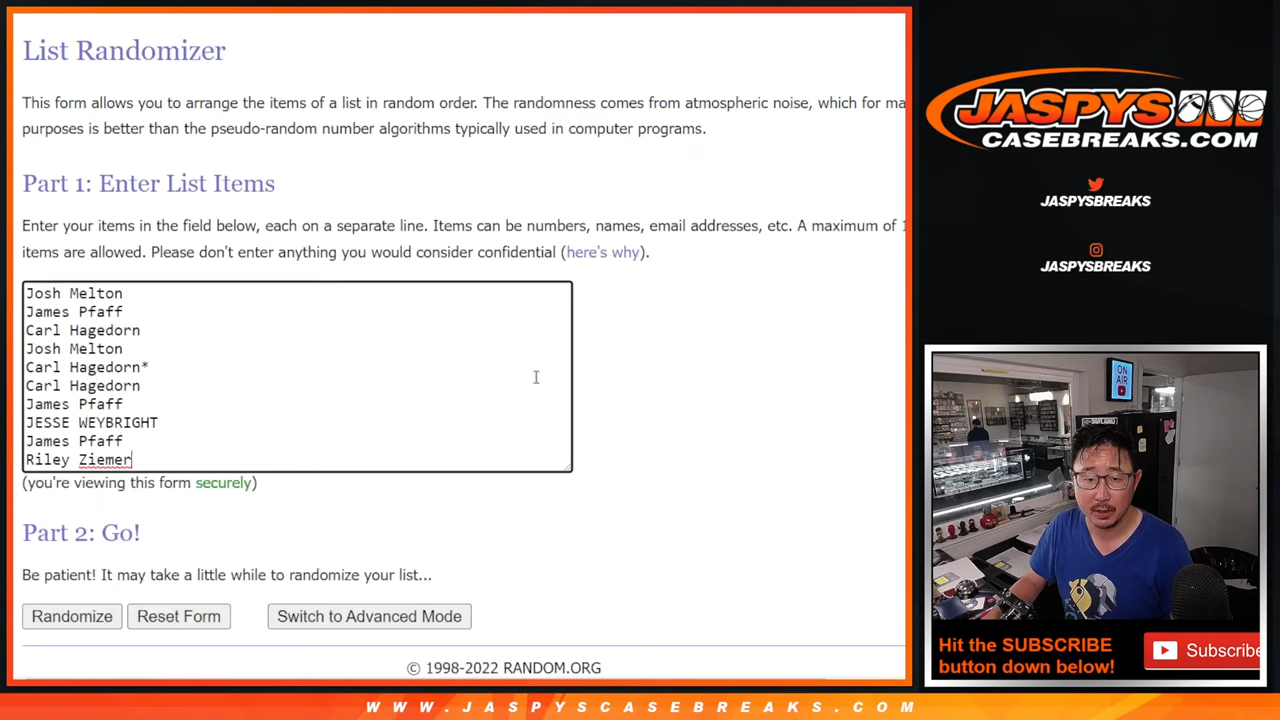 List Randomizer
This form allows you to arrange the items of a list in random order. The randomness comes from atmospheric noise, which for ma
purposes is better than the pseudo-random number algorithms typically used in computer programs.
Part 1: Enter List Items
Enter your items in the field below, each on a separate line. Items can be numbers, names, email addresses, etc. A maximum of 1
items are allowed. Please don't enter anything you would consider confidential (here's why).
Josh Melton
James Pfaff
Carl Hagedorn
Josh Melton
Carl Hagedorn*
Carl Hagedorn
James Pfaff
JESSE WEYBRIGHT
James Pfaff
Riley Ziemer
(you're viewing this form securely)
Part 2: Go!
Be patient! It may take a little while to randomize your list...
Randomize Reset Form Switch to Advanced Mode
© 1998-2022 RANDOM.ORG
JASPYS
CASEBREAKS.COM
JASPYSBREAKS
JASPYSBREAKS
ON
AIR
Hit the SUBSCRIBE
button down below!
Subscribe
WWW.JASPYSCASEBREAKS.COM